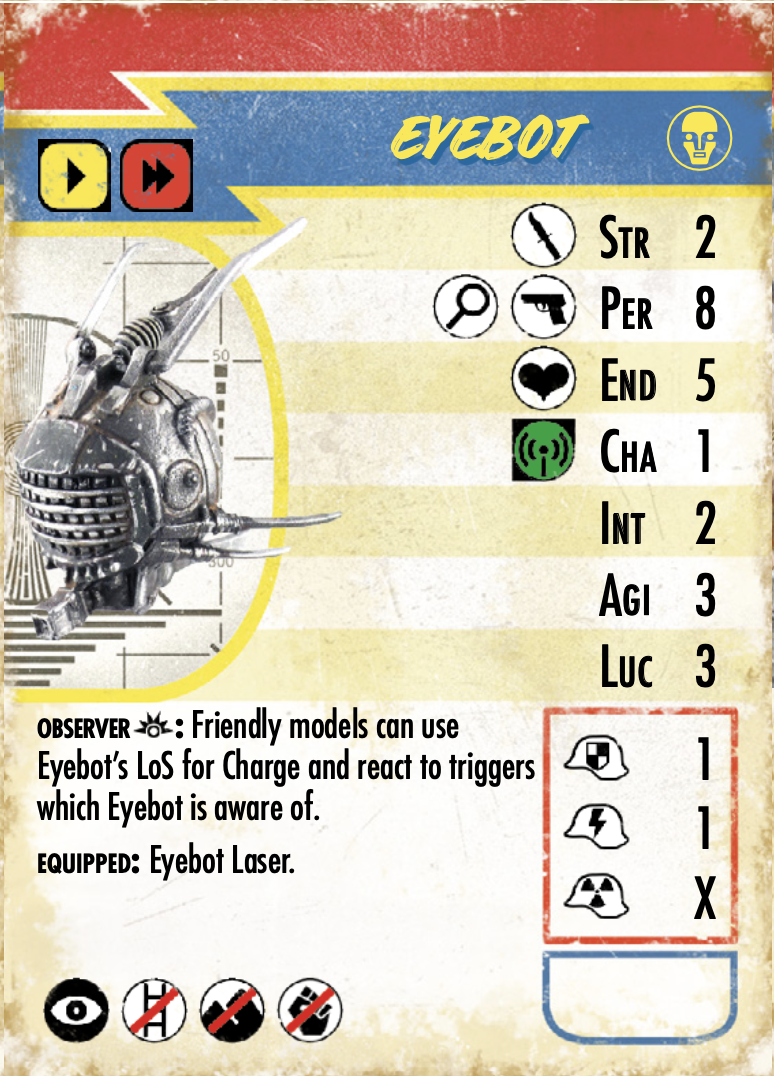 EYEBOT
STR 2
PER 8
END 5
CHA 1
INT 2
AGI 3
LUC 3
50
300
OBSERVER: Friendly models can use
Eyebot's LoS for Charge and react to triggers
which Eyebot is aware of.
EQUIPPED: Eyebot Laser.
1
1
X